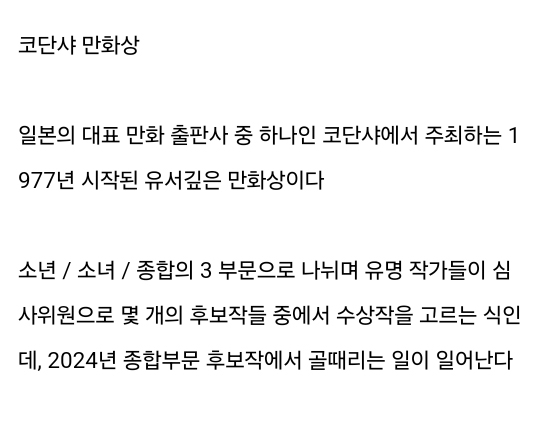 코단샤 만화상
일본의 대표 만화 출판사 중 하나인 코단샤에서 주최하는 1
977년 시작된 유서깊은 만화상이다
소년 / 소녀 / 종합의 3 부문으로 나뉘며 유명 작가들이 심
사위원으로 몇 개의 후보작들 중에서 수상작을 고르는 식인
데, 2024년 종합부문 후보작에서 골때리는 일이 일어난다